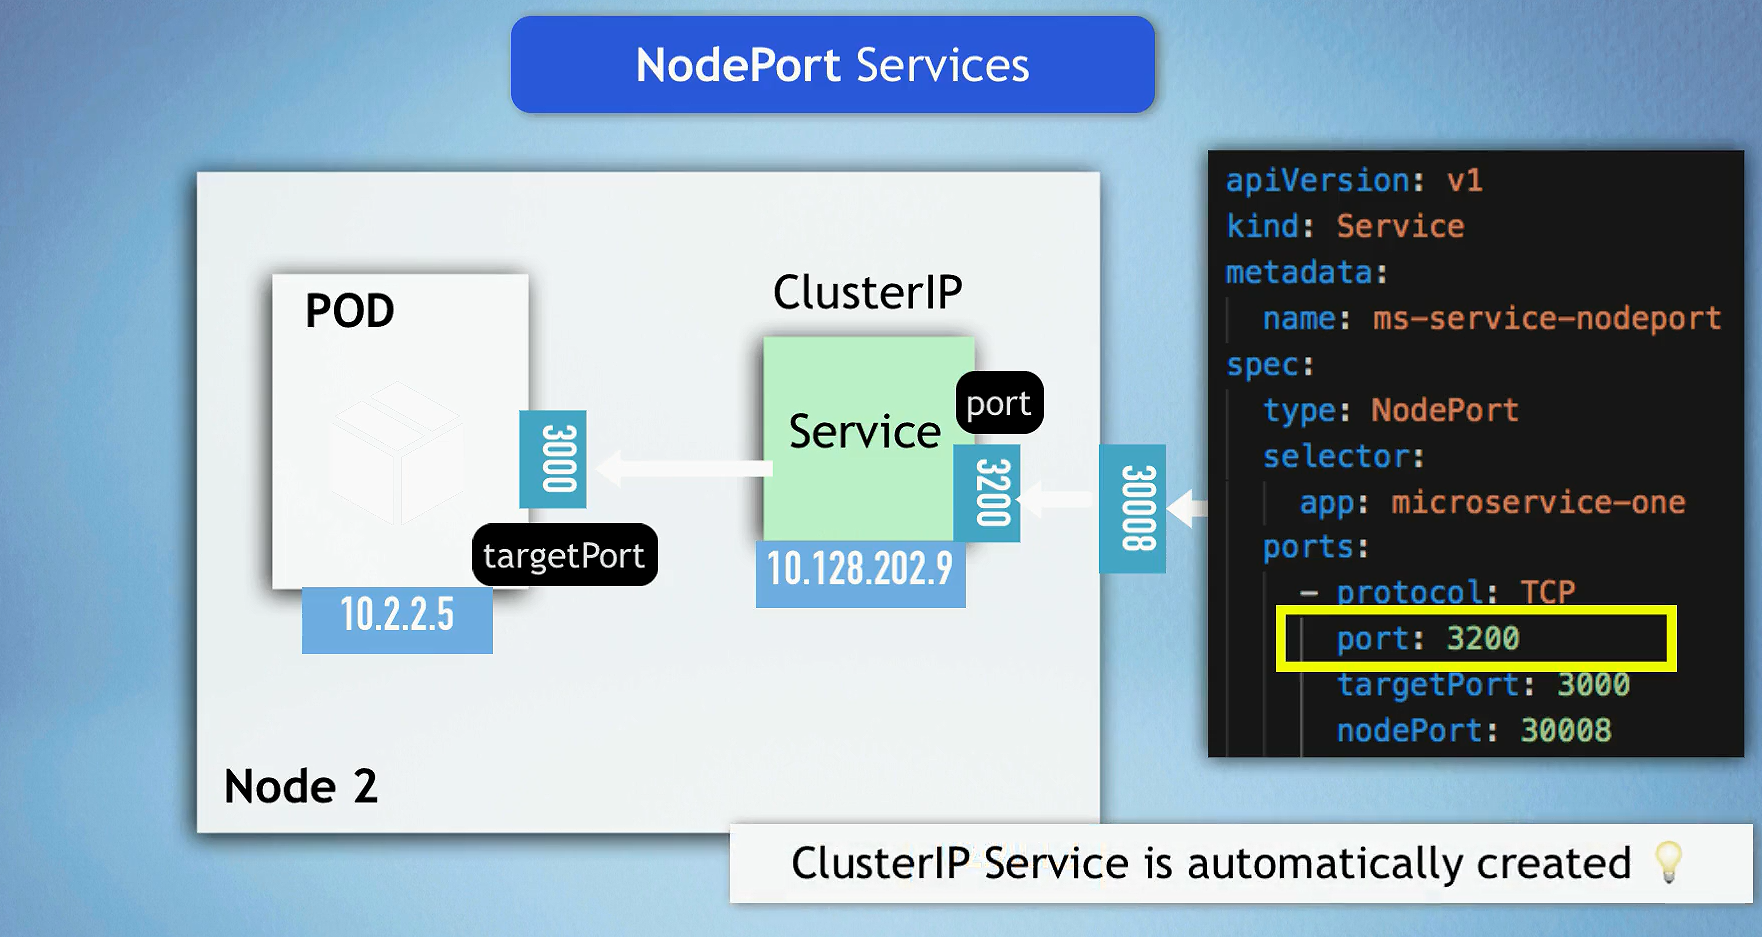 NodePort Services
POD
3000
targetPort
10.2.2.5
ClusterIP
Service
port
3200
10.128.202.9
30008
Node 2
apiVersion: v1
kind: Service
metadata:
name: ms-service-nodeport
spec:
type: NodePort
selector:
app: microservice-one
ports:
- protocol: TCP
port: 3200
targetPort: 3000
nodePort: 30008
ClusterIP Service is automatically created